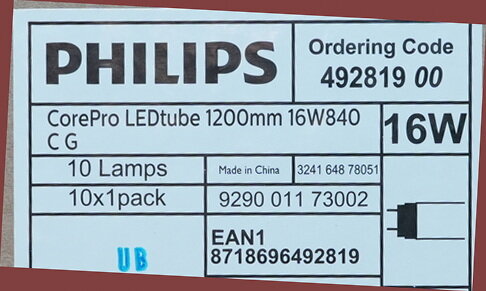 PHILIPS
Ordering Code
492819 00
CorePro LEDtube 1200mm 16W840
C G
16W
10 Lamps
Made in China
3241 648 78051
10x1pack
9290 011 73002
EAN1
8718696492819
UB